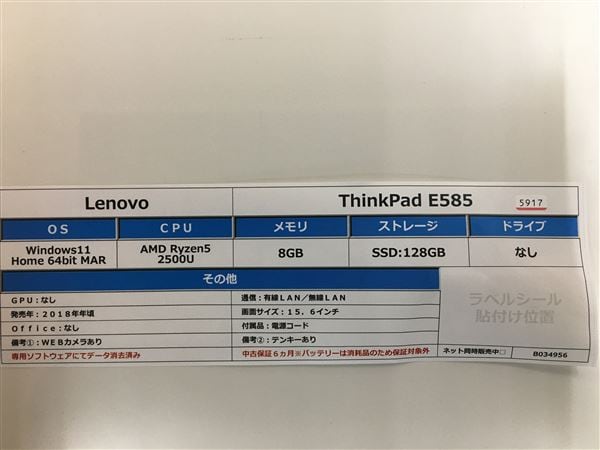 Lenovo
ThinkPad E585
5917
OS
CPU
メモリ
ストレージ
ドライブ
Windows11
Home 64bit MAR
AMD Ryzen5
2500U
8GB
SSD:128GB
なし
その他
GPU:なし
通信:有線LAN/無線LAN
発売年:2018年年頃
画面サイズ:15.6インチ
Office:なし
付属品:電源コード
備考①:WEBカメラあり
備考②:テンキーあり
専用ソフトウェアにてデータ消去済み
中古保証6ヵ月※バッテリーは消耗品のため保証対象外
ラベルシール
貼付け位置
ネット同時販売中□
B034956